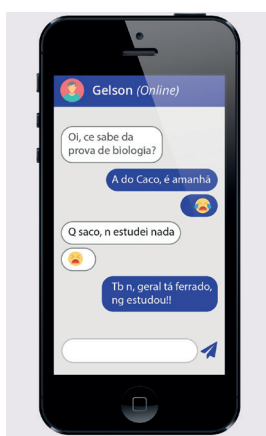 Gelson (Online)
Oi, ce sabe da
prova de biologia?
A do Caco, é amanhã
Q saco, n estudei nada
Tb n, geral tá ferrado,
ng estudou!!